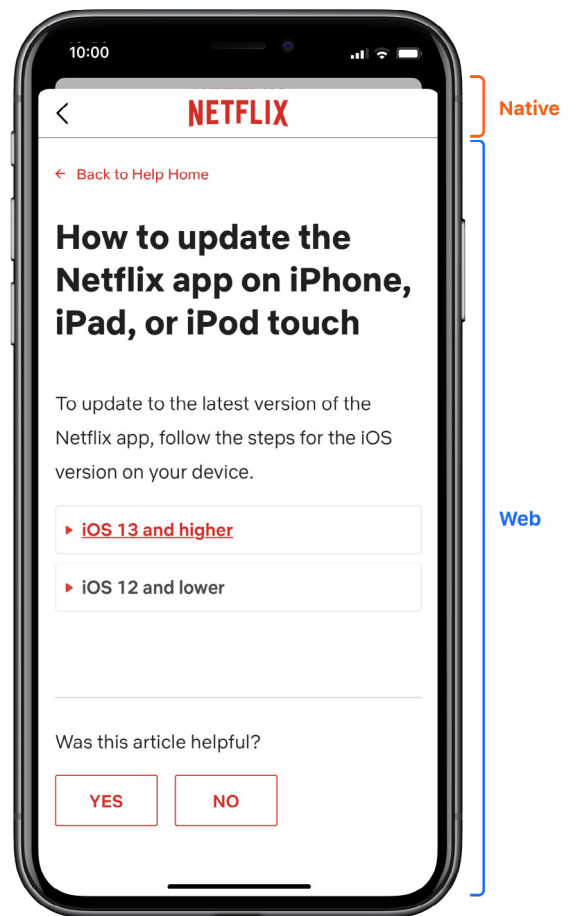 10:00
NETFLIX
Native
← Back to Help Home
How to update the
Netflix app on iPhone,
iPad, or iPod touch
To update to the latest version of the
Netflix app, follow the steps for the iOS
version on your device.
Web
iOS 13 and higher
iOS 12 and lower
Was this article helpful?
YES
NO